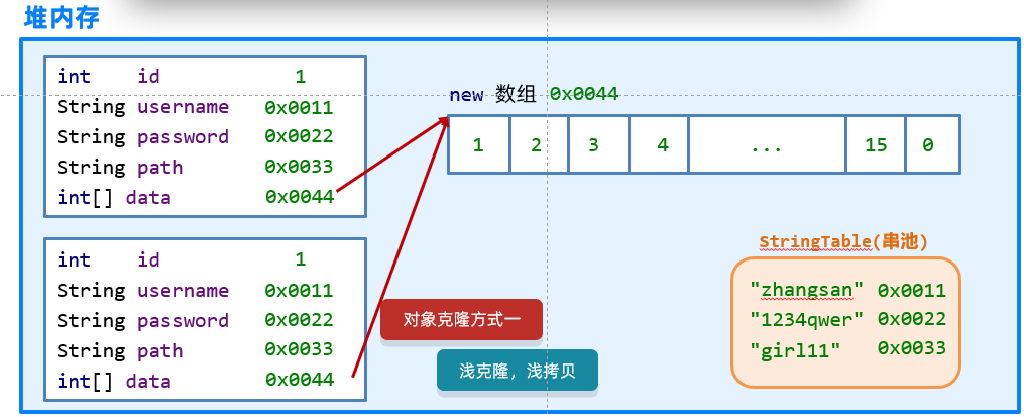 堆内存
int id 1
String username 0x0011
String password 0x0022
String path 0x0033
int[] data 0x0044
new 数组 0x0044
1 2 3 4 ... 15 0
int id 1
String username 0x0011
String password 0x0022
String path 0x0033
int[] data 0x0044
对象克隆方式一
浅克隆，浅拷贝
StringTable(串池)
"zhangsan" 0x0011
"1234qwer" 0x0022
"girl11" 0x0033